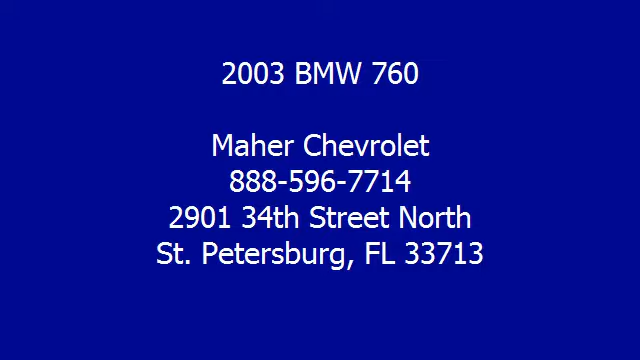 2003 BMW 760
Maher Chevrolet
888-596-7714
2901 34th Street North
St. Petersburg, FL 33713